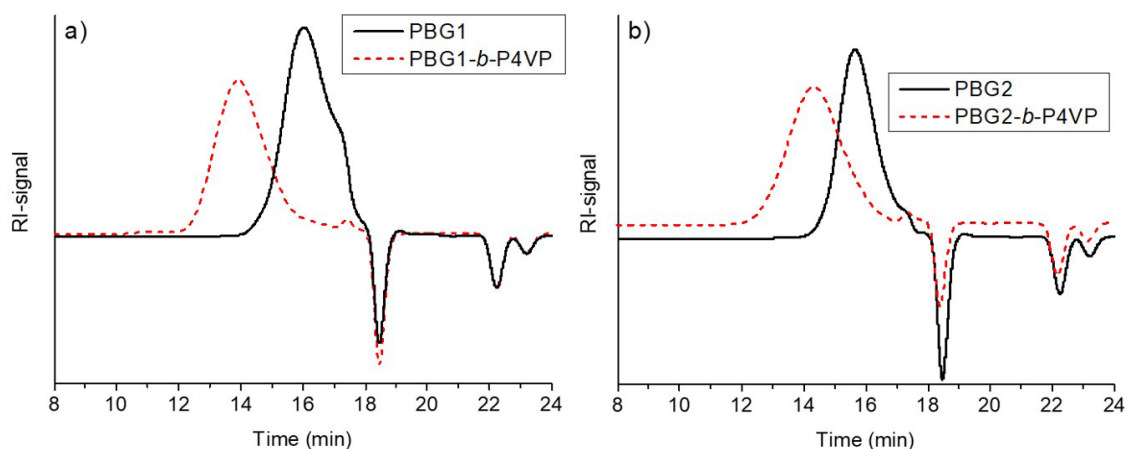 a)
PBG1
PBG1-b-P4VP
RI-signal
8 10 12 14 16 18 20 22 24
Time (min)
b)
PBG2
PBG2-b-P4VP
RI-signal
8 10 12 14 16 18 20 22 24
Time (min)